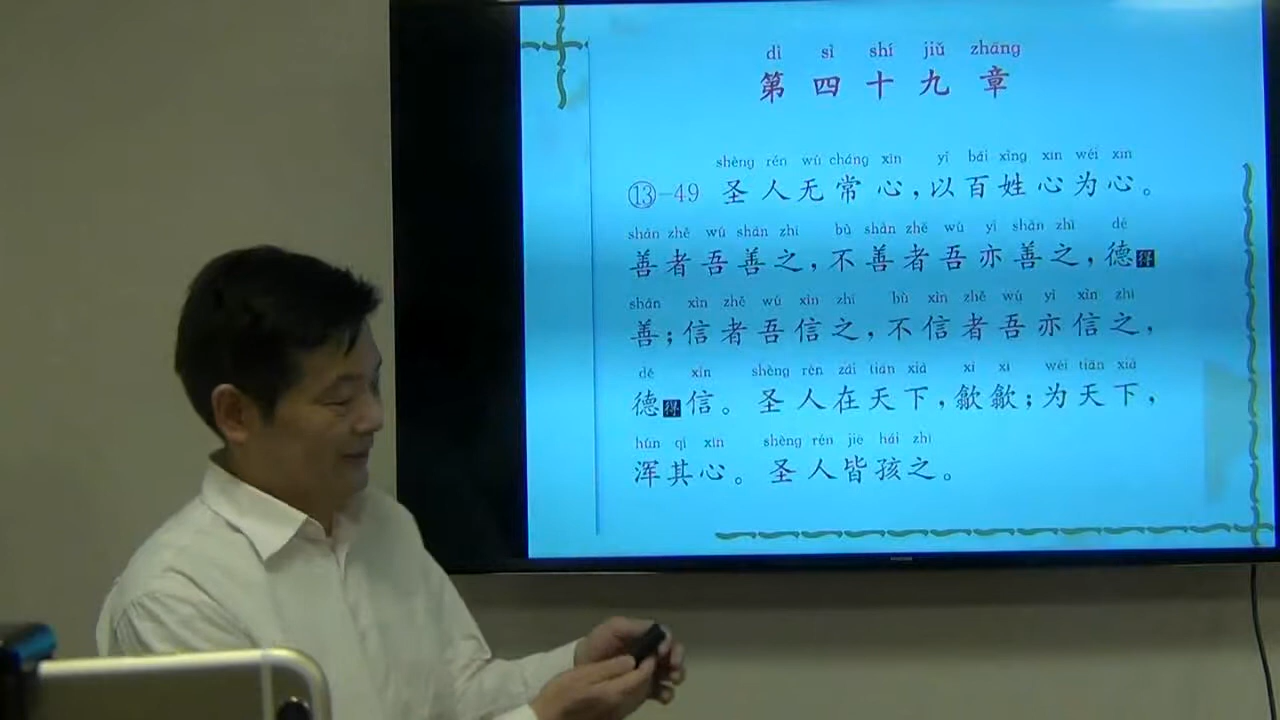 dì sì shí jiǔ zhāng
第四十九章
shèng rén wú cháng xīn yǐ bǎi xìng xīn wéi xīn
⑬-49 圣人无常心，以百姓心为心。
shàn zhě wú shàn zhī bù shàn zhě wú yì shàn zhī dé
善者吾善之，不善者吾亦善之，德得
shàn xìn zhě wú xìn zhī bù xìn zhě wú yì xìn zhī
善；信者吾信之，不信者吾亦信之，
dé xìn shèng rén zài tiān xià xī xī wéi tiān xià
德得信。圣人在天下，歙歙；为天下，
hún qí xīn shèng rén jiē hái zhī
浑其心。圣人皆孩之。